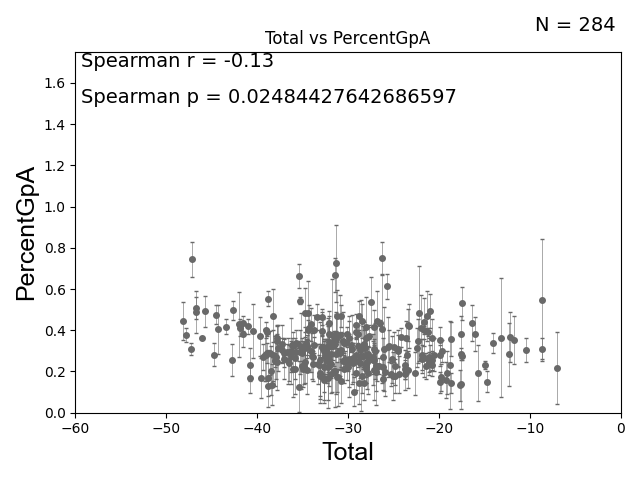 N = 284
Total vs PercentGpA
Spearman r = -0.13
Spearman p = 0.02484427642686597
PercentGpA
1.6
1.4
1.2
1.0
0.8
0.6
0.4
0.2
0.0
−60 −50 −40 −30 −20 −10 0
Total